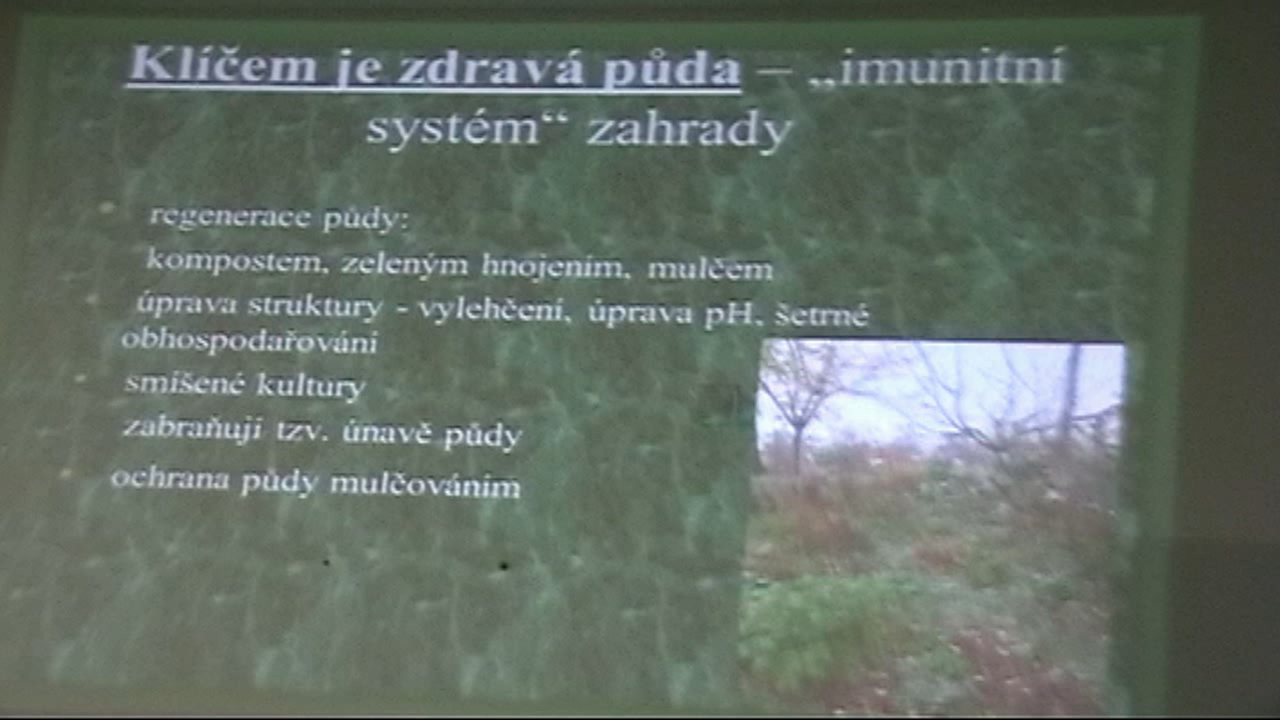 Klíčem je zdravá půda – „imunitní
systém“ zahrady
regenerace půdy:
kompostem, zeleným hnojením, mulčem
úprava struktury - vylehčení, úprava pH, šetrné
obhospodařování
smíšené kultury
zabraňují tzv. únavě půdy
ochrana půdy mulčováním